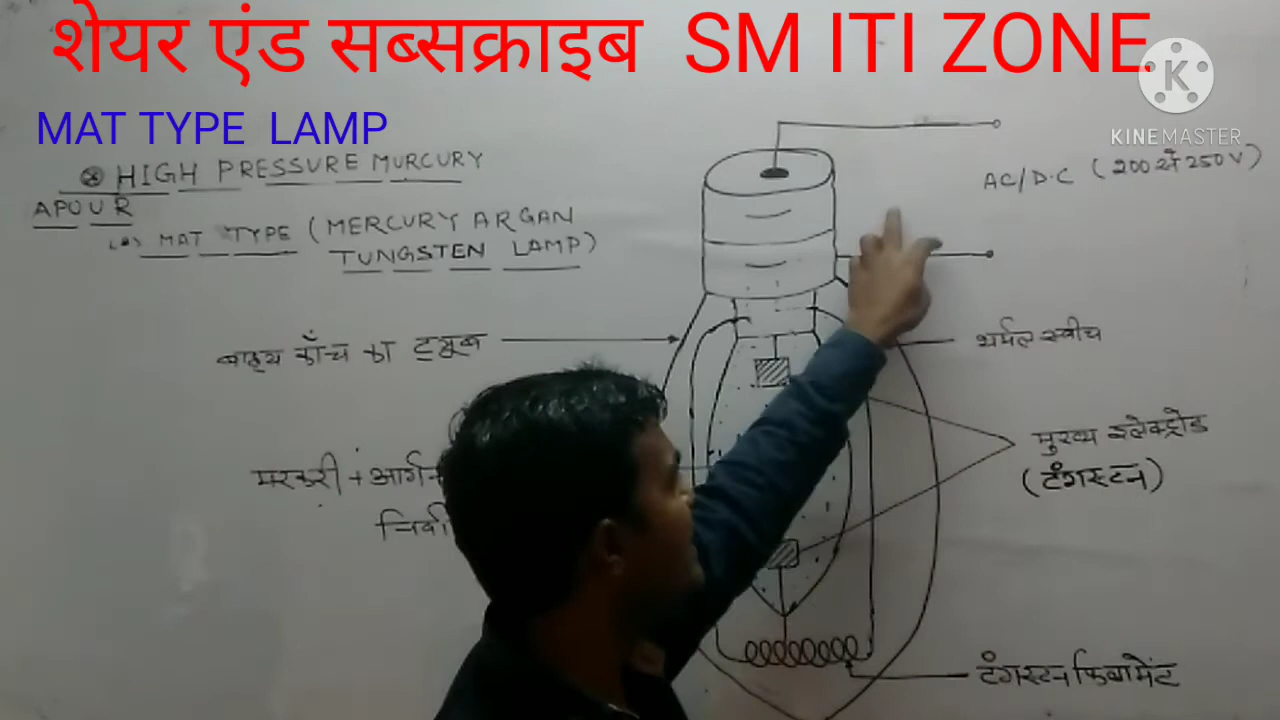 शेयर एंड सब्सक्राइब SM ITI ZONE
K
KINEMASTER
MAT TYPE LAMP
HIGH PRESSURE MURCURY
APOUR
(a) MAT TYPE (MERCURY ARGAN
TUNGSTEN LAMP)
AC/D.C (200 से 250V)
बाह्य काँच का ट्यूब
थर्मल स्वीच
मुख्य इलेक्ट्रोड
(टंगस्टन)
मरकरी + आर्गन
टंगस्टन फिलामेंट